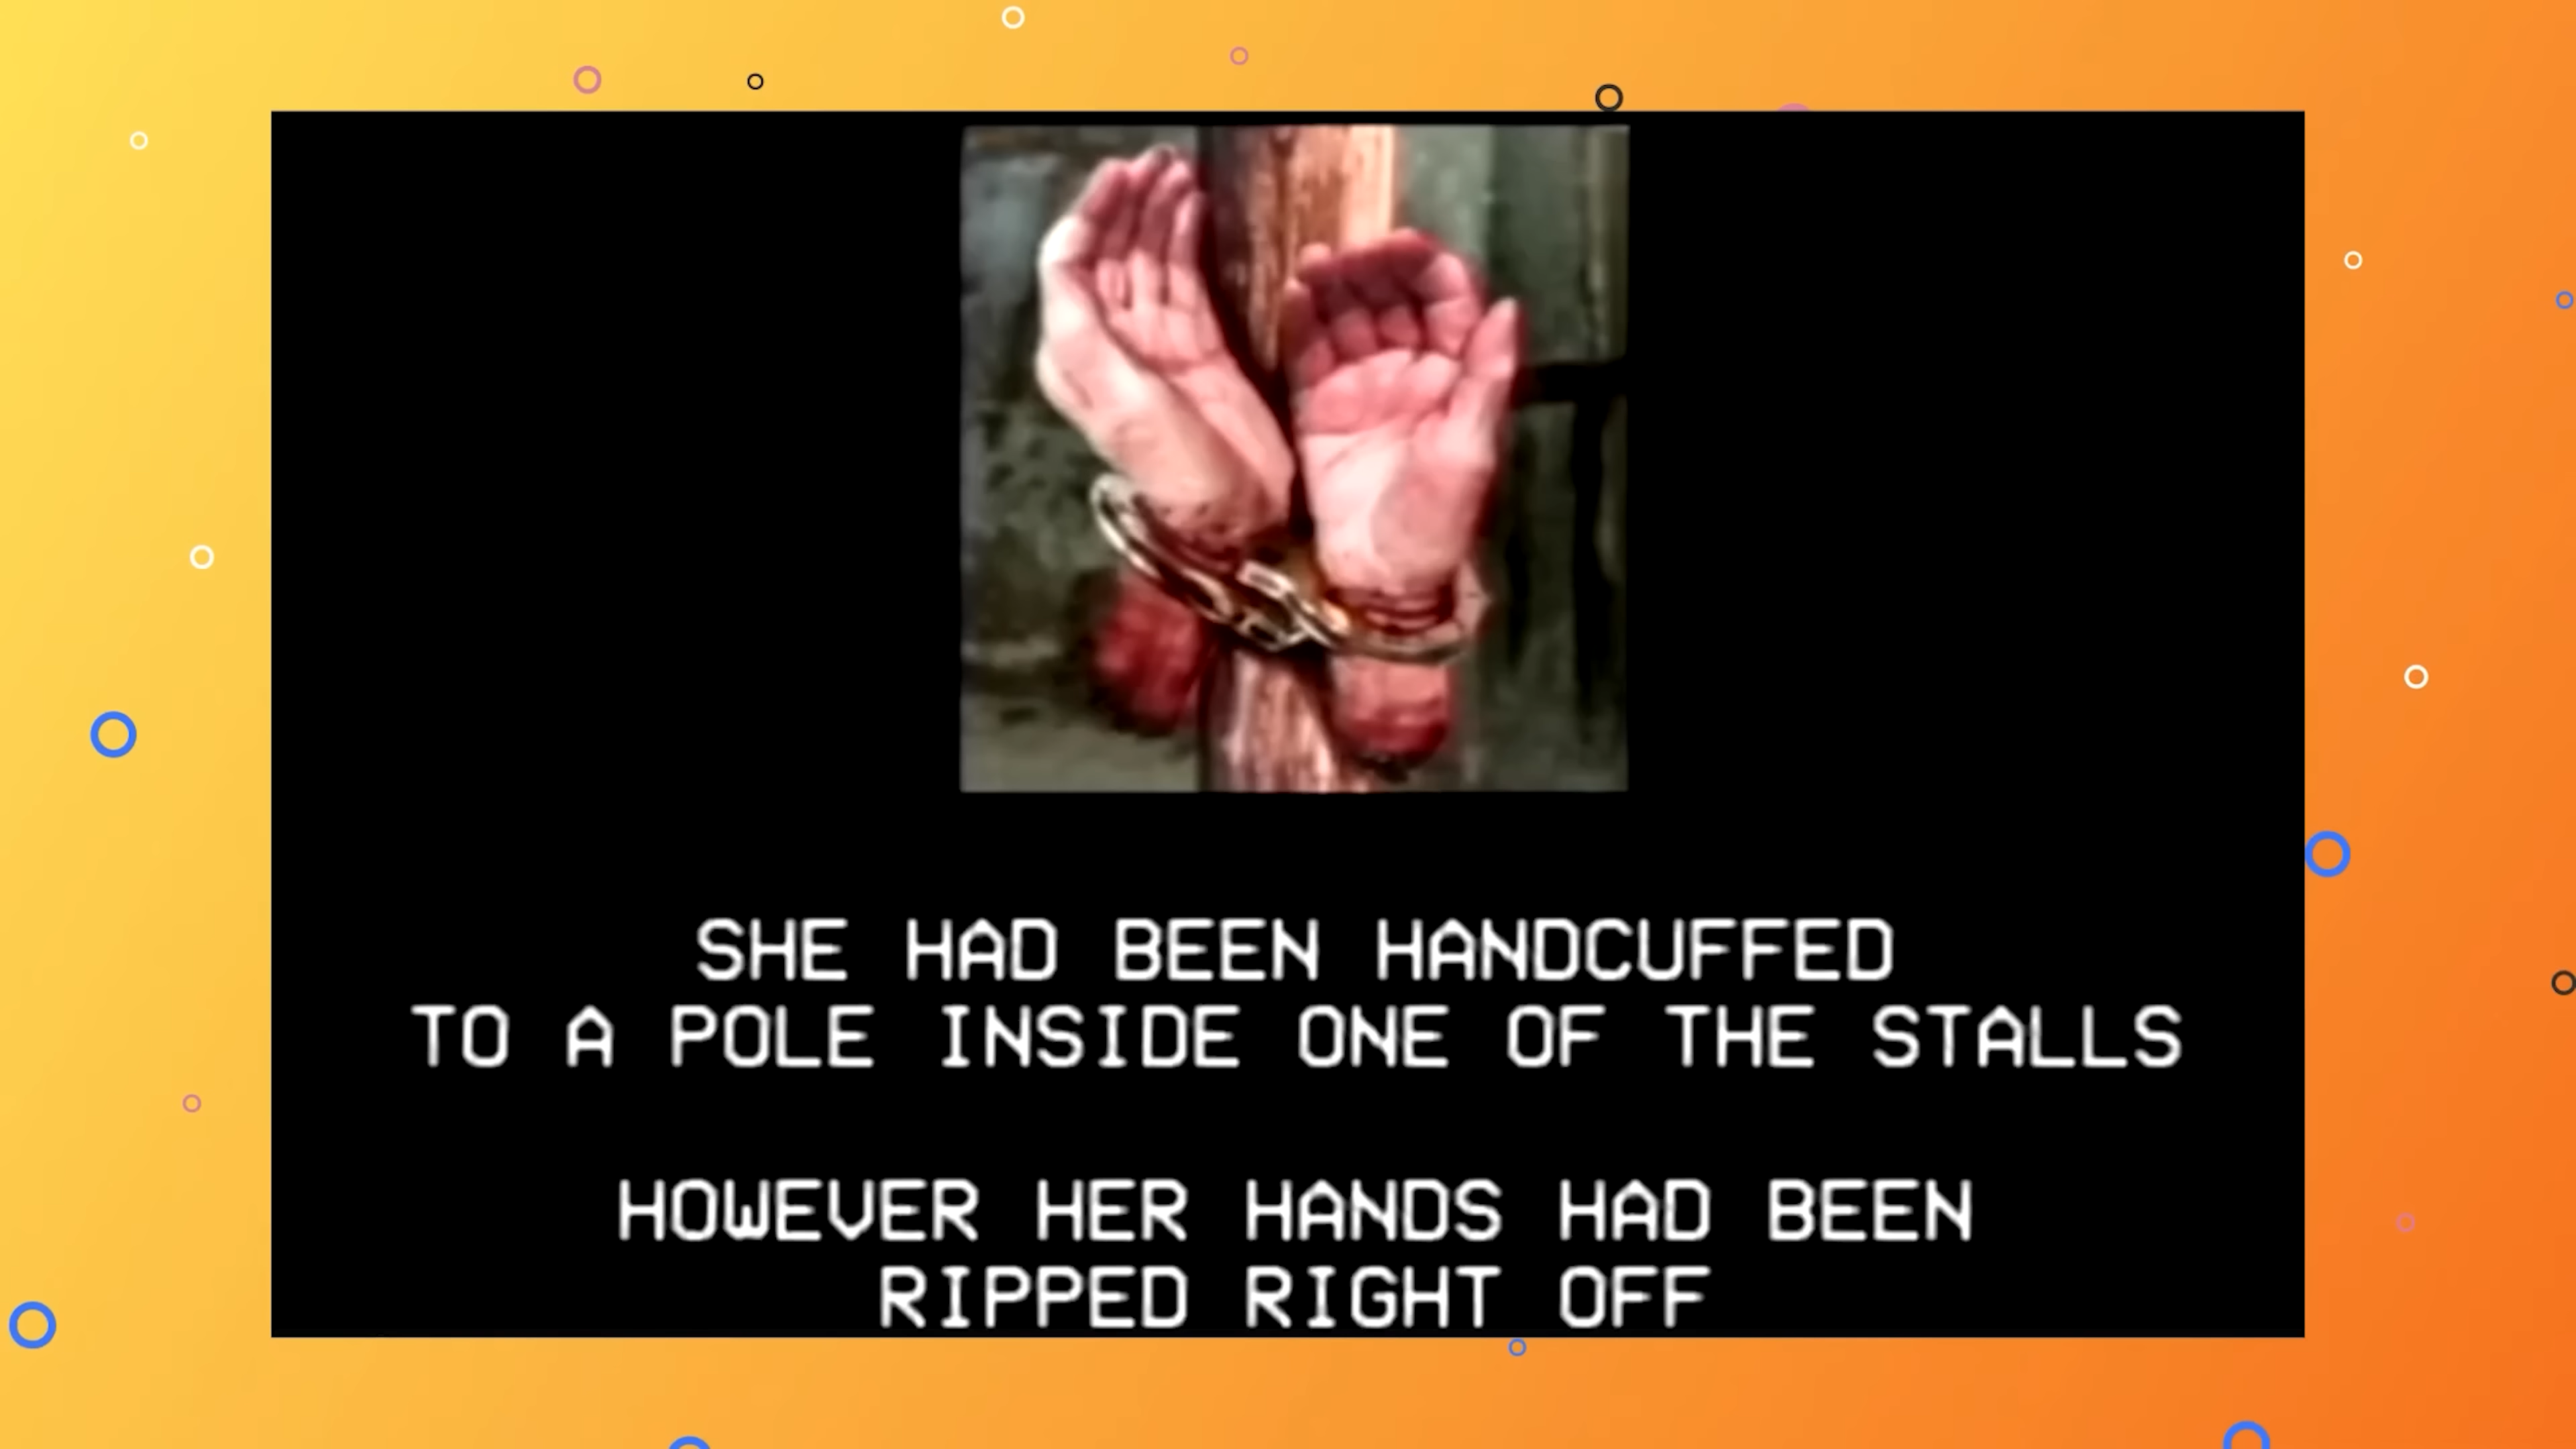 SHE HAD BEEN HANDCUFFED
TO A POLE INSIDE ONE OF THE STALLS
HOWEVER HER HANDS HAD BEEN
RIPPED RIGHT OFF